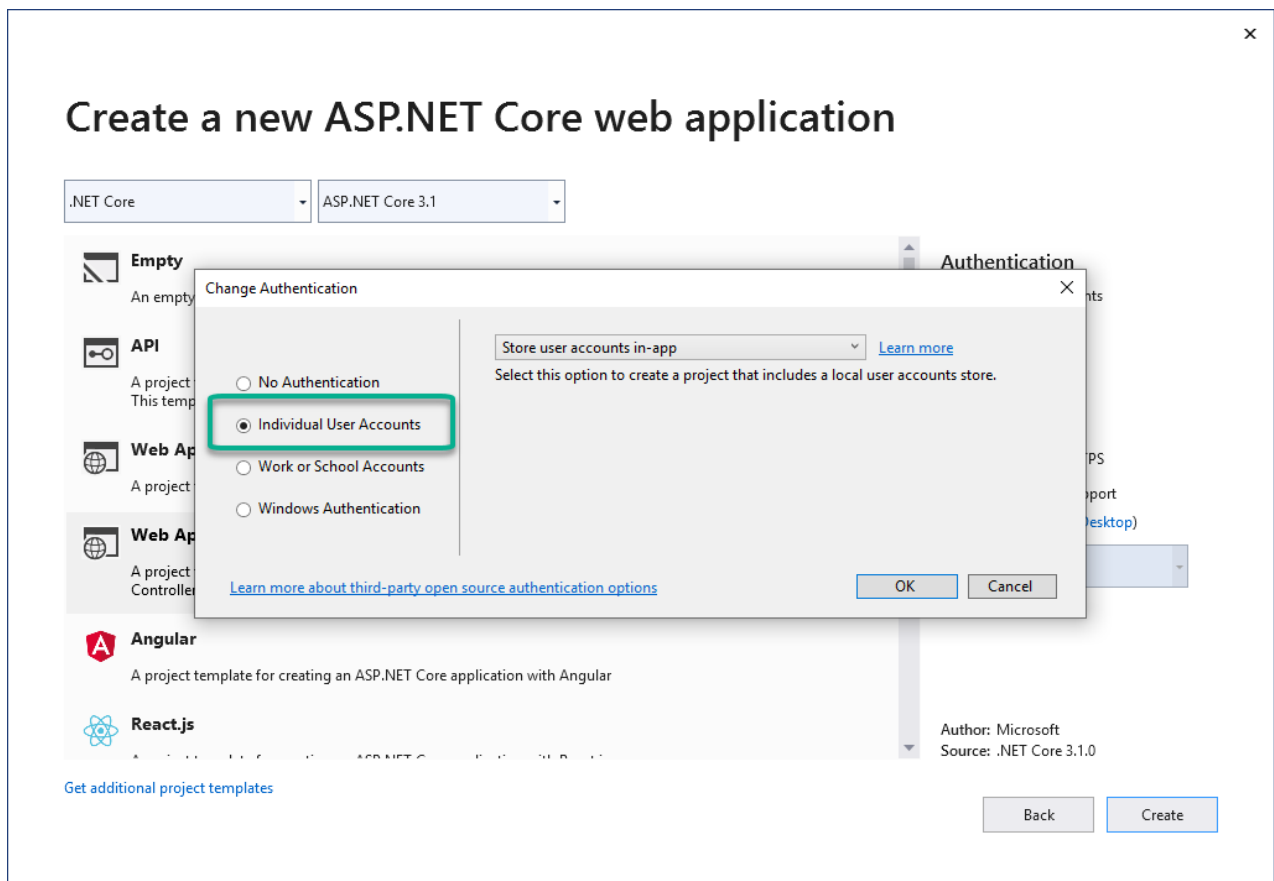 Create a new ASP.NET Core web application
.NET Core
ASP.NET Core 3.1
Empty
An empty
API
A project
This temp
Web Ap
A project
Web Ap
A project
Controller
Angular
A project template for creating an ASP.NET Core application with Angular
React.js
Get additional project templates
Authentication
nts
TPS
pport
Desktop)
Author: Microsoft
Source: .NET Core 3.1.0
Back
Create
Change Authentication
No Authentication
Individual User Accounts
Work or School Accounts
Windows Authentication
Store user accounts in-app
Learn more
Select this option to create a project that includes a local user accounts store.
Learn more about third-party open source authentication options
OK
Cancel